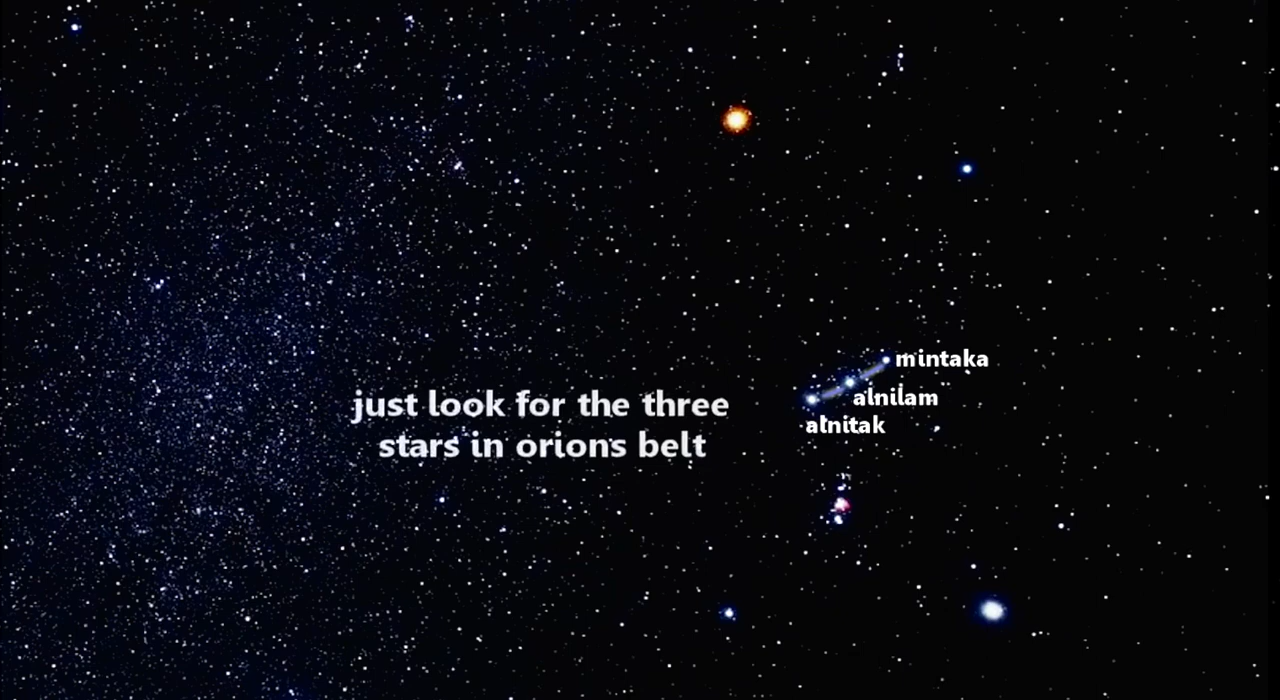 mintaka
alnilam
alnitak
just look for the three
stars in orions belt